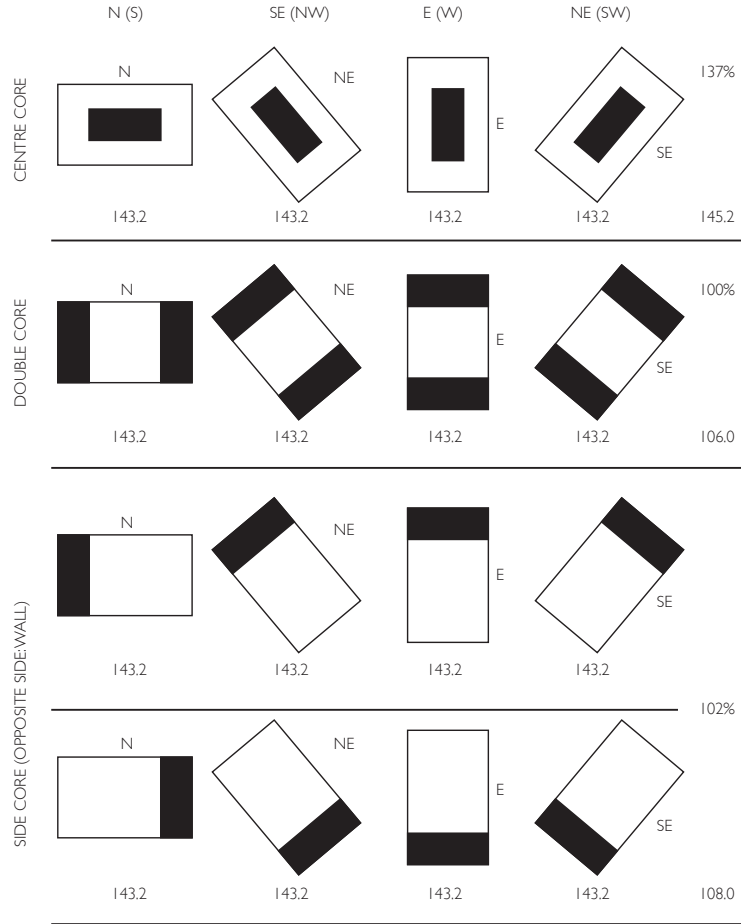 N (S) SE (NW) E (W) NE (SW)
CENTRE CORE
N NE E SE 137%
143.2 143.2 143.2 143.2 145.2
DOUBLE CORE
N NE E SE 100%
143.2 143.2 143.2 143.2 106.0
SIDE CORE (OPPOSITE SIDE:WALL)
N NE E SE
143.2 143.2 143.2 143.2
102%
N NE E SE
143.2 143.2 143.2 143.2 108.0